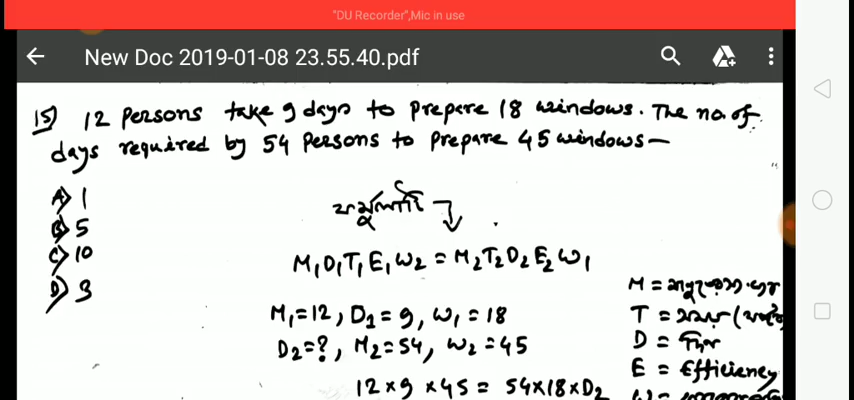 "DU Recorder",Mic in use
New Doc 2019-01-08 23.55.40.pdf
15) 12 Persons take 9 days to Prepare 18 windows. The no. of
days required by 54 Persons to Prepare 45 windows—
A) 1
B) 5
C) 10
D) 9
M₁D₁T₁E₁W₂ = M₂T₂D₂E₂W₁
M₁=12, D₁=9, W₁=18
D₂=?, M₂=54, W₂=45
12×9×45 = 54×18×D₂
M =
T =
D =
E = Efficiency
W =